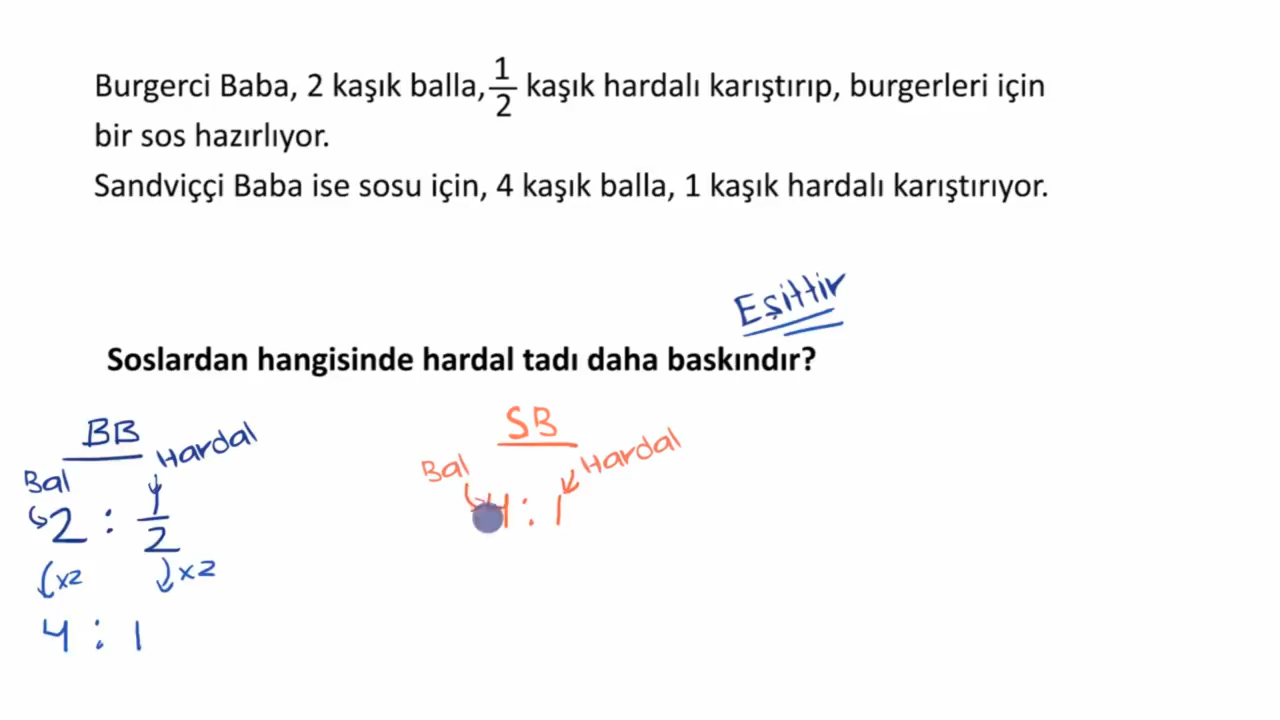 Burgerci Baba, 2 kaşık balla, 1/2 kaşık hardalı karıştırıp, burgerleri için
bir sos hazırlıyor.
Sandviççi Baba ise sosu için, 4 kaşık balla, 1 kaşık hardalı karıştırıyor.
Eşittir
Soslardan hangisinde hardal tadı daha baskındır?
BB
Hardal
Bal
2 : 1/2
x2 x2
4 : 1
SB
Hardal
Bal
4 : 1